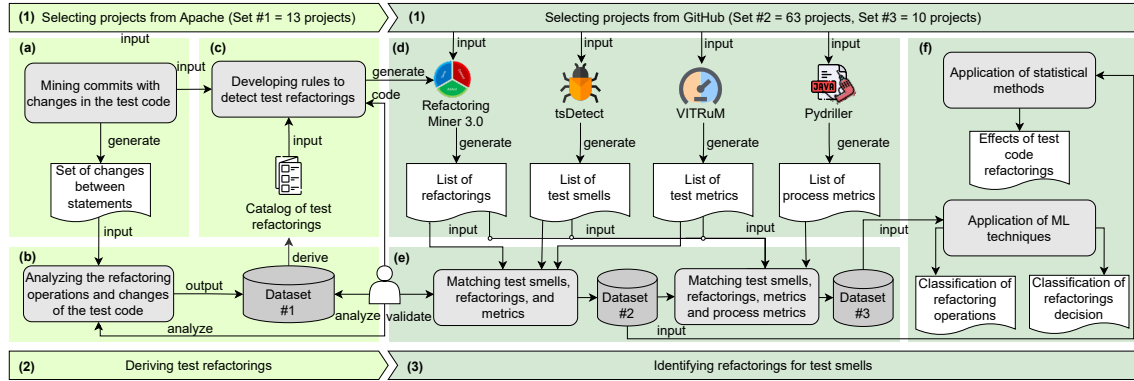 (1) Selecting projects from Apache (Set #1 = 13 projects)
(1) Selecting projects from GitHub (Set #2 = 63 projects, Set #3 = 10 projects)
input
(a)
Mining commits with
changes in the test code
input
generate
Set of changes
between
statements
input
(b)
Analyzing the refactoring
operations and changes
of the test code
output
analyze
(c)
Developing rules to
detect test refactorings
generate
code
input
Catalog of test
refactorings
derive
Dataset
#1
analyze
validate
(d)
input
input
input
input
Refactoring
Miner 3.0
tsDetect
VITRuM
JAVA
Pydriller
generate
generate
generate
generate
List of
refactorings
List of
test smells
List of
test metrics
List of
process metrics
input
input
input
input
input
(e)
Matching test smells,
refactorings, and
metrics
Dataset
#2
Matching test smells,
refactorings, metrics
and process metrics
Dataset
#3
input
(f)
Application of statistical
methods
Effects of test
code
refactorings
Application of ML
techniques
Classification of
refactoring
operations
Classification of
refactorings
decision
(2) Deriving test refactorings
(3) Identifying refactorings for test smells